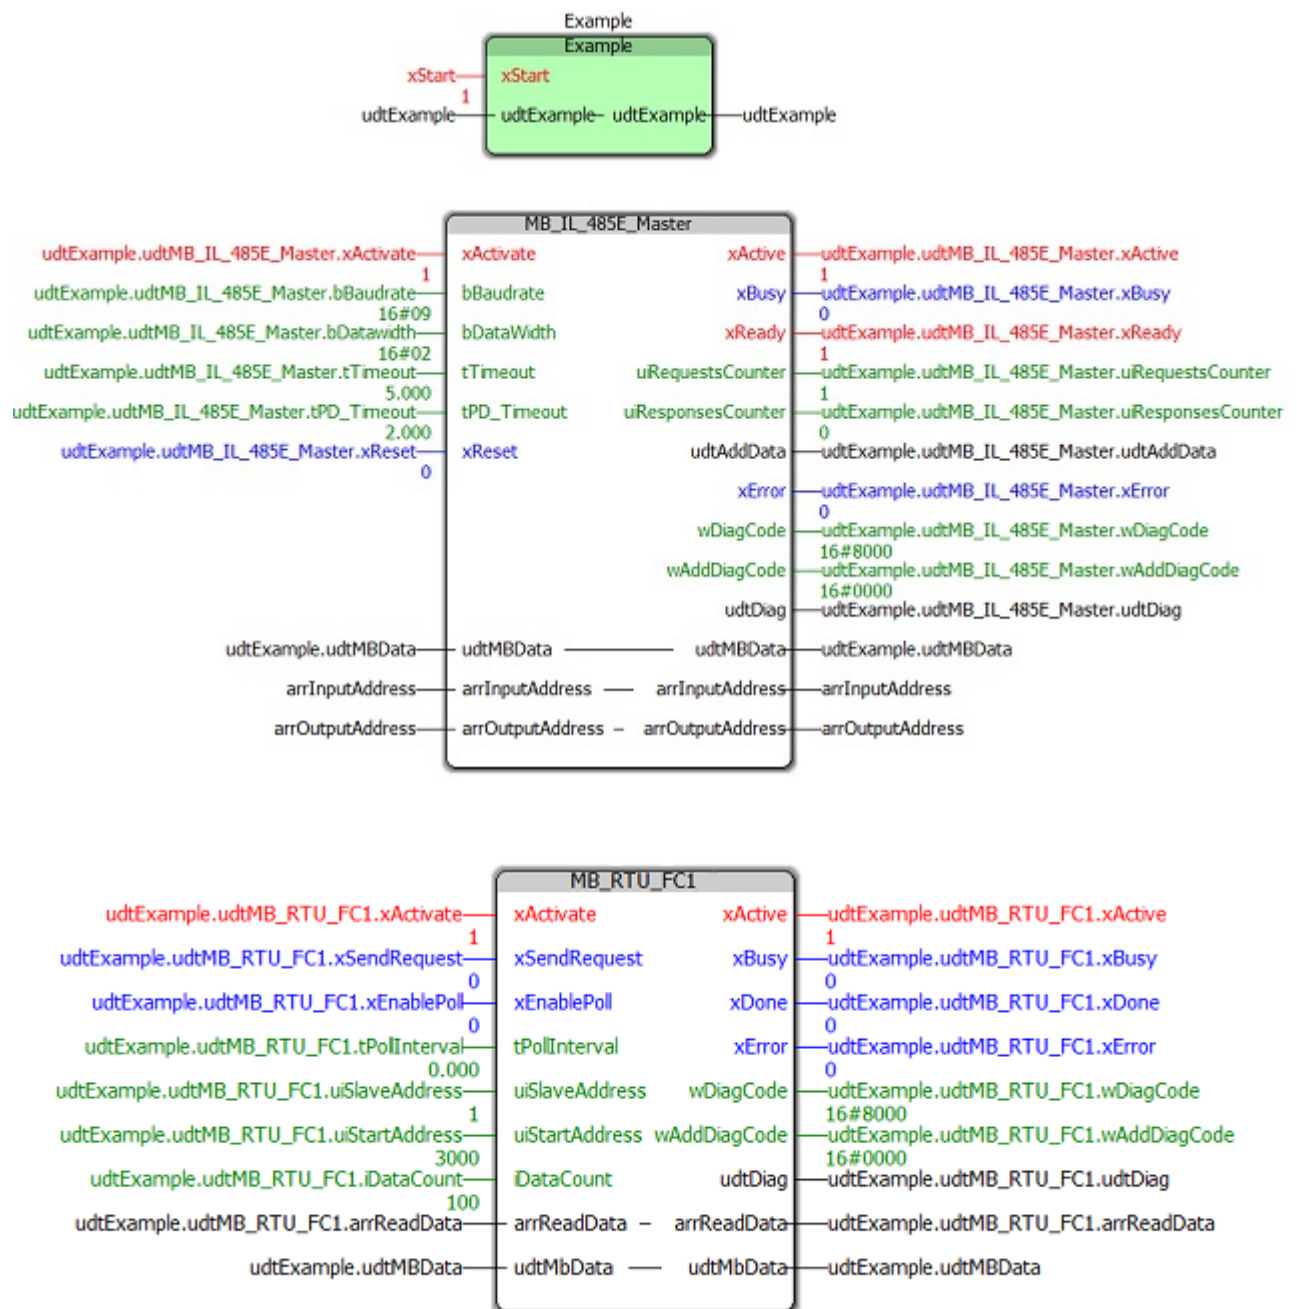 Example
Example
xStart xStart
1
udtExample udtExample udtExample udtExample
MB_IL_485E_Master
udtExample.udtMB_IL_485E_Master.xActivate xActivate xActive udtExample.udtMB_IL_485E_Master.xActive
1 1
udtExample.udtMB_IL_485E_Master.bBaudrate bBaudrate xBusy udtExample.udtMB_IL_485E_Master.xBusy
16#09 0
udtExample.udtMB_IL_485E_Master.bDatawidth bDataWidth xReady udtExample.udtMB_IL_485E_Master.xReady
16#02 1
udtExample.udtMB_IL_485E_Master.tTimeout tTimeout uiRequestsCounter udtExample.udtMB_IL_485E_Master.uiRequestsCounter
5.000 1
udtExample.udtMB_IL_485E_Master.tPD_Timeout tPD_Timeout uiResponsesCounter udtExample.udtMB_IL_485E_Master.uiResponsesCounter
2.000 0
udtExample.udtMB_IL_485E_Master.xReset xReset udtAddData udtExample.udtMB_IL_485E_Master.udtAddData
0
xError udtExample.udtMB_IL_485E_Master.xError
0
wDiagCode udtExample.udtMB_IL_485E_Master.wDiagCode
16#8000
wAddDiagCode udtExample.udtMB_IL_485E_Master.wAddDiagCode
16#0000
udtDiag udtExample.udtMB_IL_485E_Master.udtDiag
udtExample.udtMBData udtMBData udtMBData udtExample.udtMBData
arrInputAddress arrInputAddress arrInputAddress arrInputAddress
arrOutputAddress arrOutputAddress arrOutputAddress arrOutputAddress
MB_RTU_FC1
udtExample.udtMB_RTU_FC1.xActivate xActivate xActive udtExample.udtMB_RTU_FC1.xActive
1 1
udtExample.udtMB_RTU_FC1.xSendRequest xSendRequest xBusy udtExample.udtMB_RTU_FC1.xBusy
0 0
udtExample.udtMB_RTU_FC1.xEnablePoll xEnablePoll xDone udtExample.udtMB_RTU_FC1.xDone
0 0
udtExample.udtMB_RTU_FC1.tPollInterval tPollInterval xError udtExample.udtMB_RTU_FC1.xError
0.000 0
udtExample.udtMB_RTU_FC1.uiSlaveAddress uiSlaveAddress wDiagCode udtExample.udtMB_RTU_FC1.wDiagCode
1 16#8000
udtExample.udtMB_RTU_FC1.uiStartAddress uiStartAddress wAddDiagCode udtExample.udtMB_RTU_FC1.wAddDiagCode
3000 16#0000
udtExample.udtMB_RTU_FC1.iDataCount iDataCount udtDiag udtExample.udtMB_RTU_FC1.udtDiag
100
udtExample.udtMB_RTU_FC1.arrReadData arrReadData arrReadData udtExample.udtMB_RTU_FC1.arrReadData
udtExample.udtMBData udtMbData udtMbData udtExample.udtMBData